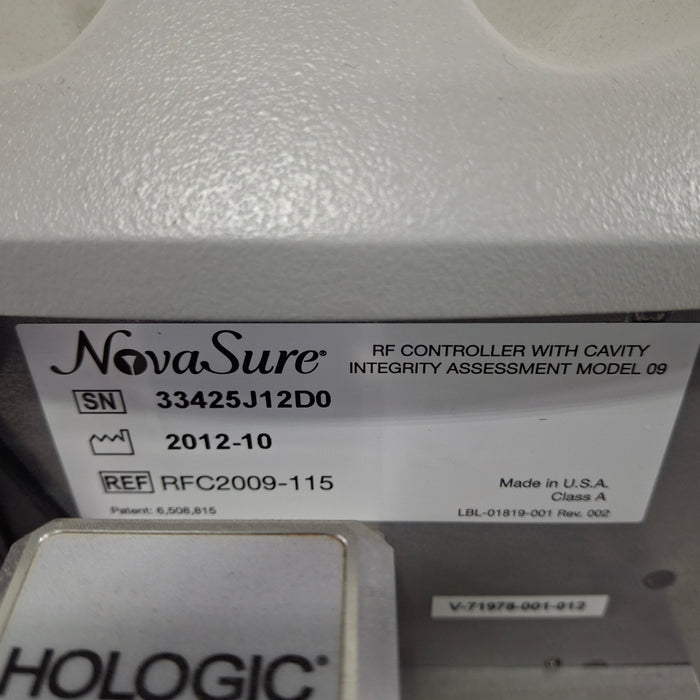 NovaSure®
RF CONTROLLER WITH CAVITY
INTEGRITY ASSESSMENT MODEL 09
SN 33425J12D0
2012-10
REF RFC2009-115
Made in U.S.A.
Class A
Patent: 6,508,815
LBL-01819-001 Rev. 002
V-71978-001-012
HOLOGIC®